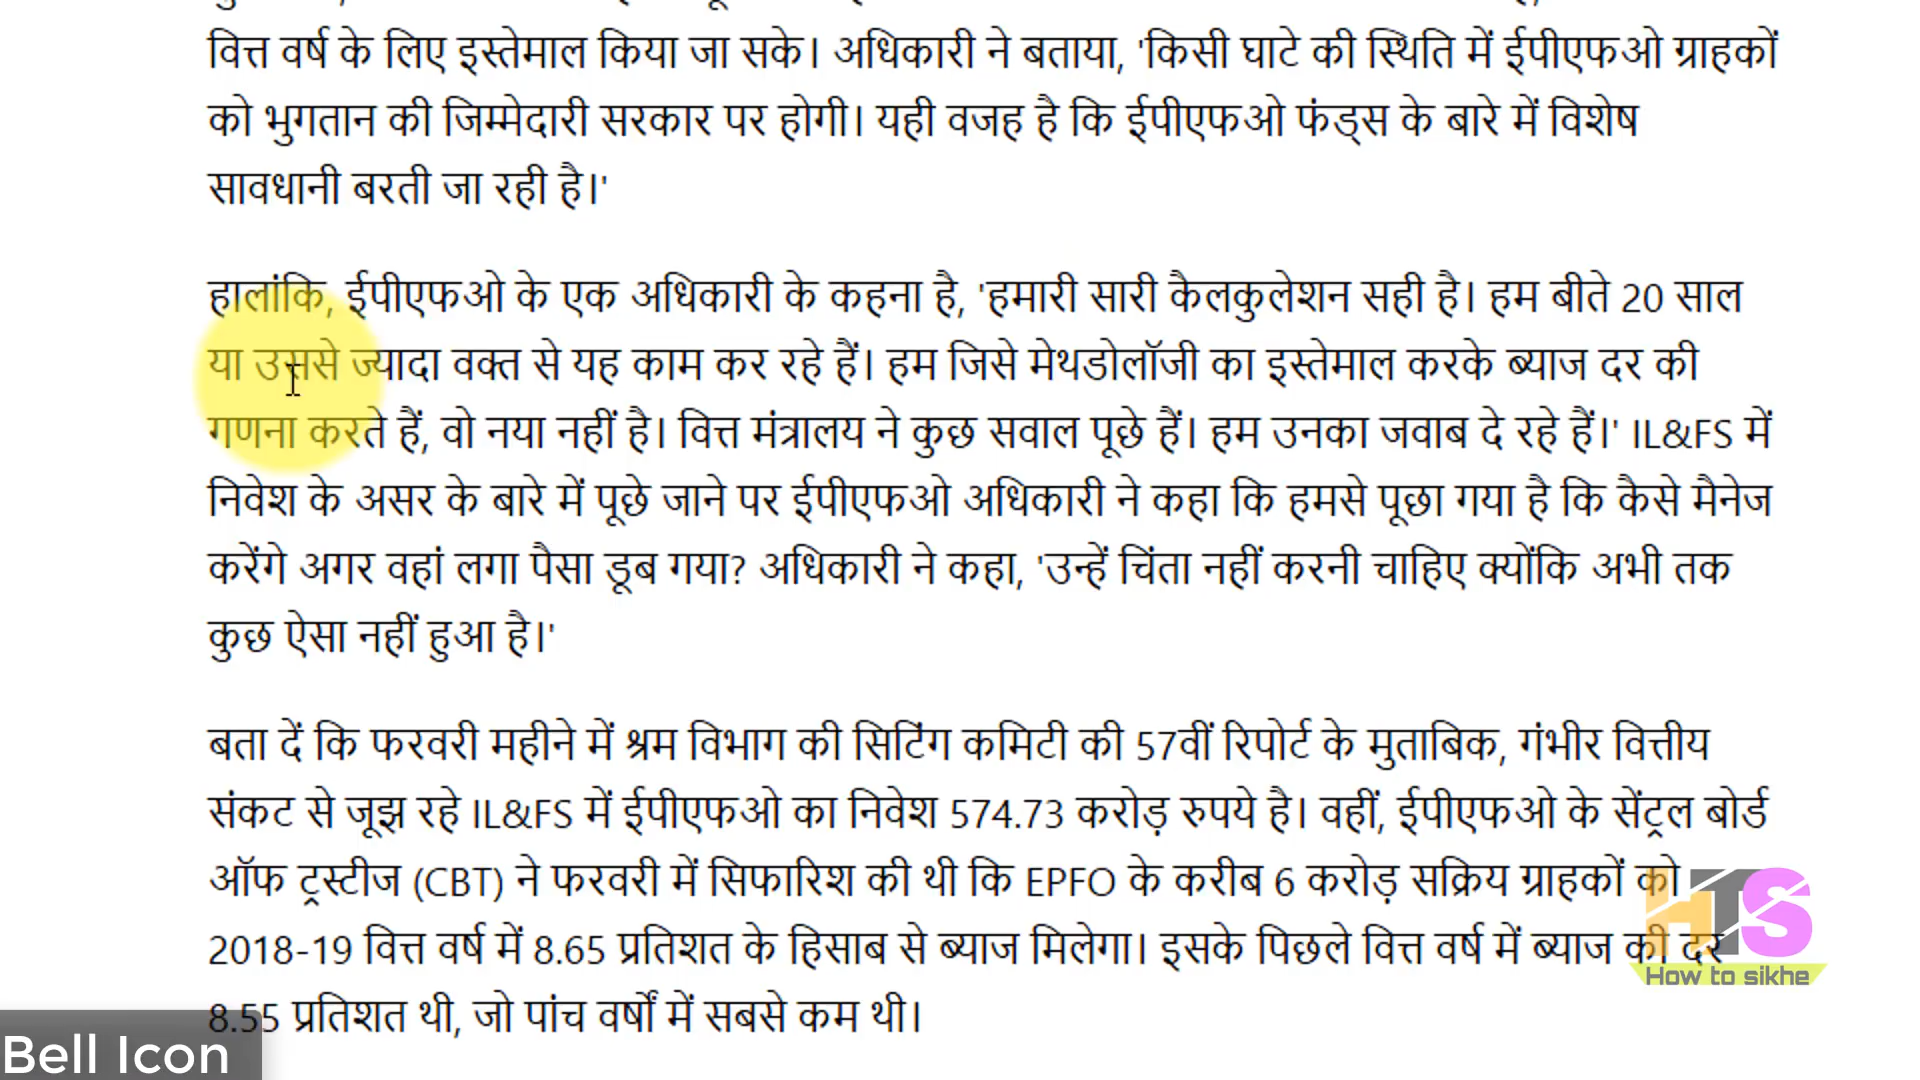 वित्त वर्ष के लिए इस्तेमाल किया जा सके। अधिकारी ने बताया, 'किसी घाटे की स्थिति में ईपीएफओ ग्राहकों
को भुगतान की जिम्मेदारी सरकार पर होगी। यही वजह है कि ईपीएफओ फंड्स के बारे में विशेष
सावधानी बरती जा रही है।'
हालांकि, ईपीएफओ के एक अधिकारी के कहना है, 'हमारी सारी कैलकुलेशन सही है। हम बीते 20 साल
या उससे ज्यादा वक्त से यह काम कर रहे हैं। हम जिसे मेथडोलॉजी का इस्तेमाल करके ब्याज दर की
गणना करते हैं, वो नया नहीं है। वित्त मंत्रालय ने कुछ सवाल पूछे हैं। हम उनका जवाब दे रहे हैं।' IL&FS में
निवेश के असर के बारे में पूछे जाने पर ईपीएफओ अधिकारी ने कहा कि हमसे पूछा गया है कि कैसे मैनेज
करेंगे अगर वहां लगा पैसा डूब गया? अधिकारी ने कहा, 'उन्हें चिंता नहीं करनी चाहिए क्योंकि अभी तक
कुछ ऐसा नहीं हुआ है।'
बता दें कि फरवरी महीने में श्रम विभाग की सिटिंग कमिटी की 57वीं रिपोर्ट के मुताबिक, गंभीर वित्तीय
संकट से जूझ रहे IL&FS में ईपीएफओ का निवेश 574.73 करोड़ रुपये है। वहीं, ईपीएफओ के सेंट्रल बोर्ड
ऑफ ट्रस्टीज (CBT) ने फरवरी में सिफारिश की थी कि EPFO के करीब 6 करोड़ सक्रिय ग्राहकों को
2018-19 वित्त वर्ष में 8.65 प्रतिशत के हिसाब से ब्याज मिलेगा। इसके पिछले वित्त वर्ष में ब्याज की दर
8.55 प्रतिशत थी, जो पांच वर्षों में सबसे कम थी।
HTS
How to sikhe
Bell Icon